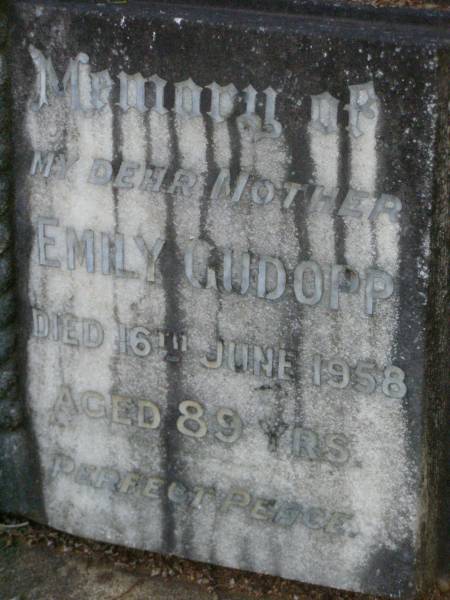 Memory of
MY DEAR MOTHER
EMILY GUDOPP
DIED 16TH JUNE 1958
AGED 89 YRS
PERFECT PEACE.